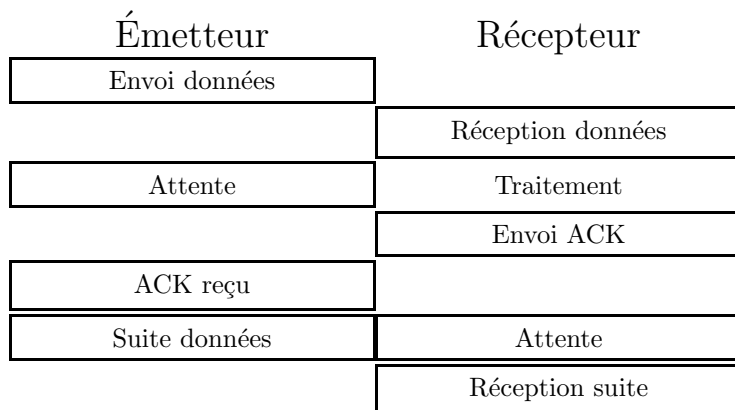 Émetteur Récepteur
Envoi données
Réception données
Attente Traitement
Envoi ACK
ACK reçu
Suite données Attente
Réception suite